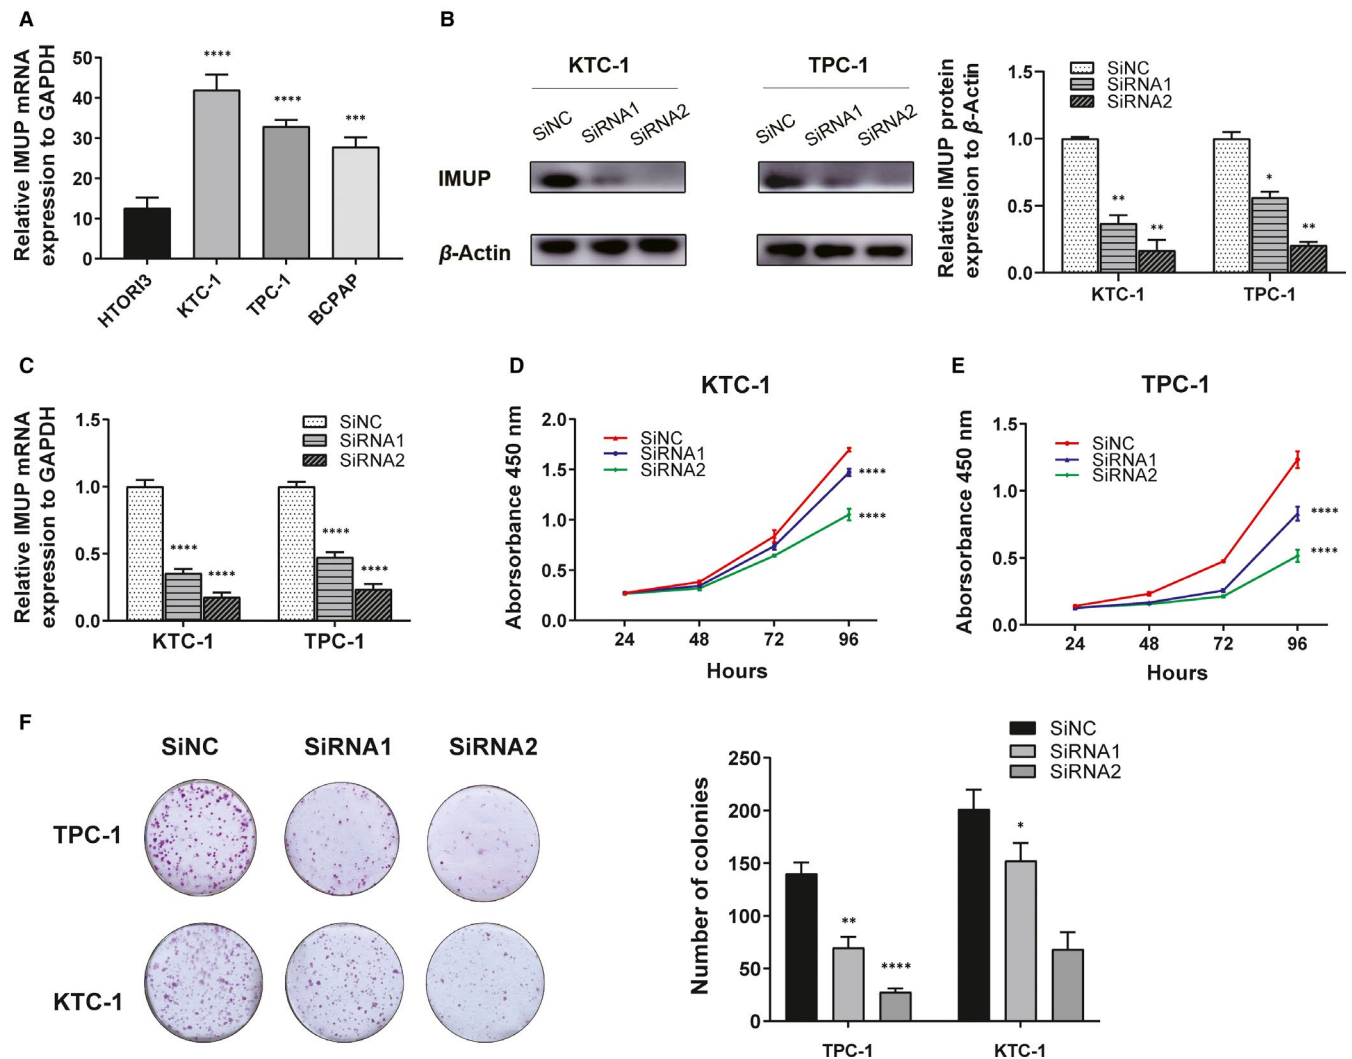 A
Relative IMUP mRNA
expression to GAPDH
50
40
30
20
10
0
****
****
***
HTORI3
KTC-1
TPC-1
BCPAP
B
KTC-1
TPC-1
SiNC
SiRNA1
SiRNA2
SiNC
SiRNA1
SiRNA2
IMUP
β-Actin
Relative IMUP protein
expression to β-Actin
1.5
1.0
0.5
0.0
SiNC
SiRNA1
SiRNA2
**
**
*
**
KTC-1
TPC-1
C
Relative IMUP mRNA
expression to GAPDH
1.5
1.0
0.5
0.0
SiNC
SiRNA1
SiRNA2
****
****
****
****
KTC-1
TPC-1
D
KTC-1
Aborsorbance 450 nm
2.0
1.5
1.0
0.5
0.0
SiNC
SiRNA1
SiRNA2
****
****
24
48
72
96
Hours
E
TPC-1
Aborsorbance 450 nm
1.5
1.0
0.5
0.0
SiNC
SiRNA1
SiRNA2
****
****
24
48
72
96
Hours
F
SiNC
SiRNA1
SiRNA2
TPC-1
KTC-1
Number of colonies
250
200
150
100
50
0
SiNC
SiRNA1
SiRNA2
**
****
*
TPC-1
KTC-1